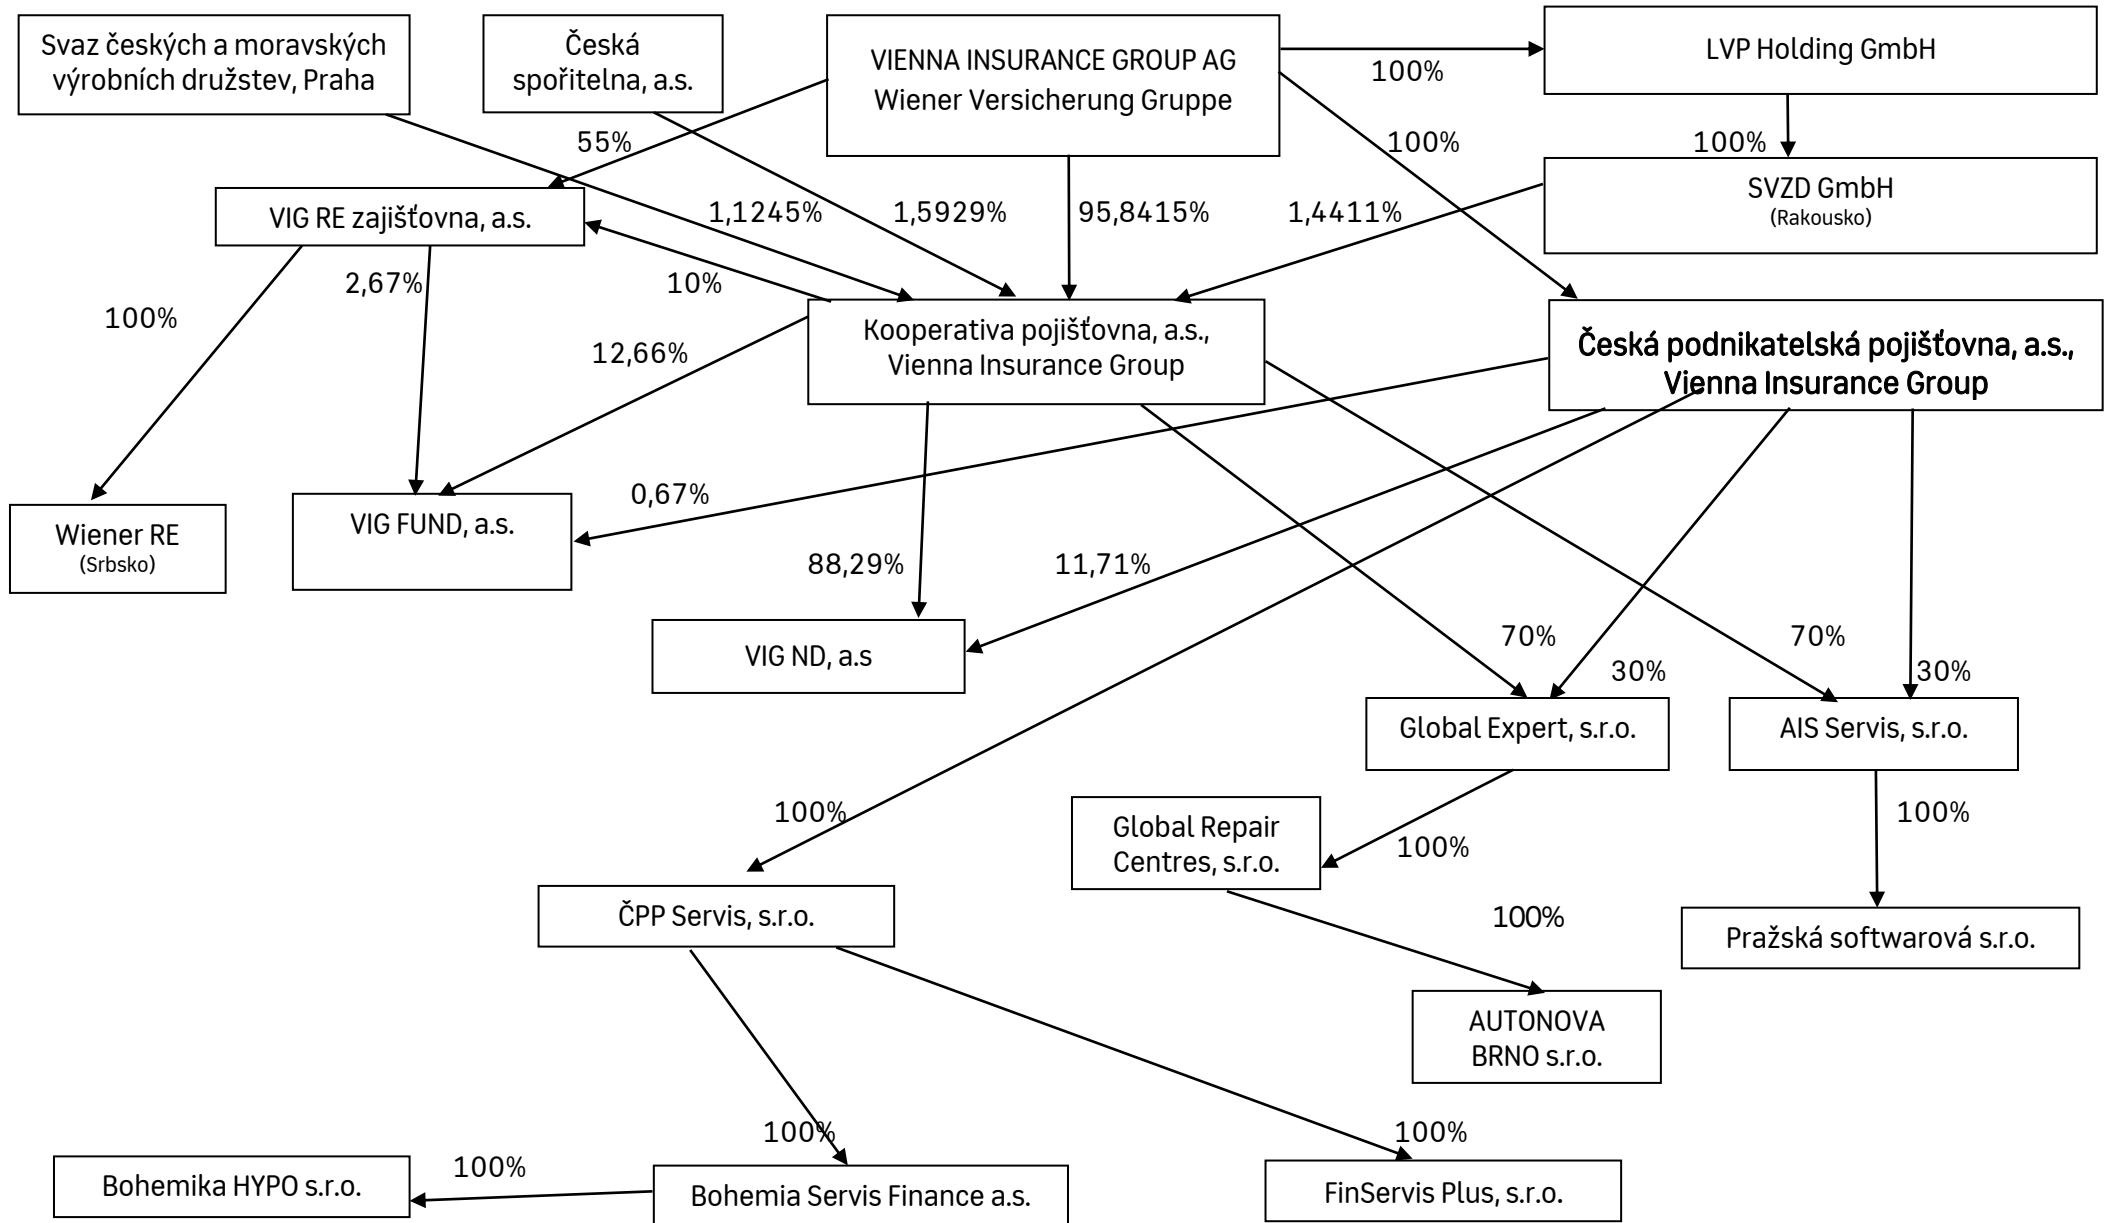 Svaz českých a moravských
výrobních družstev, Praha
Česká
spořitelna, a.s.
VIENNA INSURANCE GROUP AG
Wiener Versicherung Gruppe
LVP Holding GmbH
100%
55%
100%
100%
SVZD GmbH
(Rakousko)
VIG RE zajišťovna, a.s.
1,1245%
1,5929%
95,8415%
1,4411%
2,67%
10%
100%
Kooperativa pojišťovna, a.s.,
Vienna Insurance Group
Česká podnikatelská pojišťovna, a.s.,
Vienna Insurance Group
12,66%
0,67%
Wiener RE
(Srbsko)
VIG FUND, a.s.
88,29%
11,71%
VIG ND, a.s
70%
30%
70%
30%
Global Expert, s.r.o.
AIS Servis, s.r.o.
100%
Global Repair
Centres, s.r.o.
100%
100%
ČPP Servis, s.r.o.
100%
Pražská softwarová s.r.o.
AUTONOVA
BRNO s.r.o.
100%
100%
100%
Bohemika HYPO s.r.o.
Bohemia Servis Finance a.s.
FinServis Plus, s.r.o.